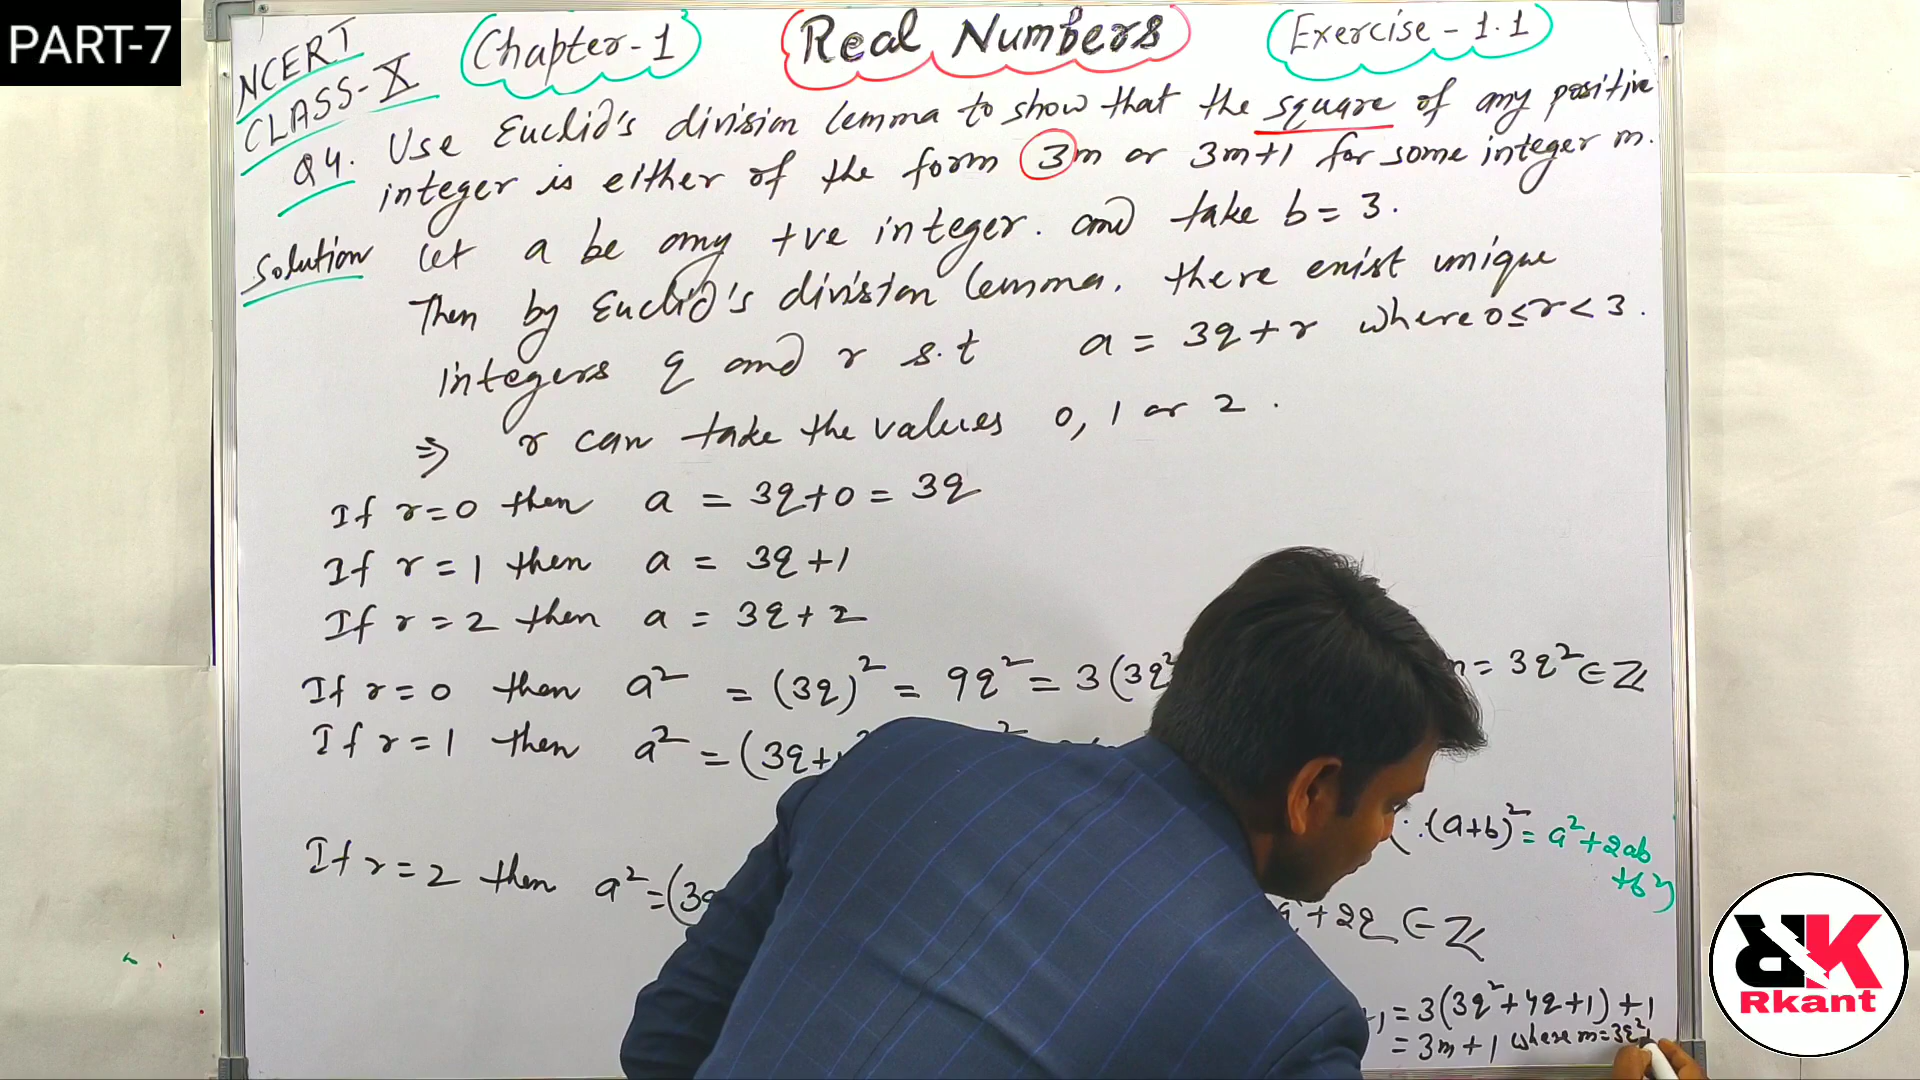 PART-7
NCERT CLASS-X
Chapter-1 Real Numbers Exercise-1.1
Q4. Use Euclid's division lemma to show that the square of any positive
integer is either of the form 3m or 3m+1 for some integer m.
Solution Let a be any +ve integer. and take b = 3.
Then by Euclid's division lemma. there exist unique
integers q and r s.t a = 3q+r where 0≤r<3.
⇒ r can take the values 0, 1 or 2.
If r=0 then a = 3q+0 = 3q
If r=1 then a = 3q+1
If r=2 then a = 3q+2
If r=0 then a² = (3q)² = 9q² = 3(3q² = 3q² ∈ Z
If r=1 then a² = (3q+
∵(a+b)² = a²+2ab
+b²)
If r=2 then a²=(3q
+2q ∈ Z
+1 = 3(3q²+4q+1)+1
= 3m+1 where m=3q²
RK
Rkant